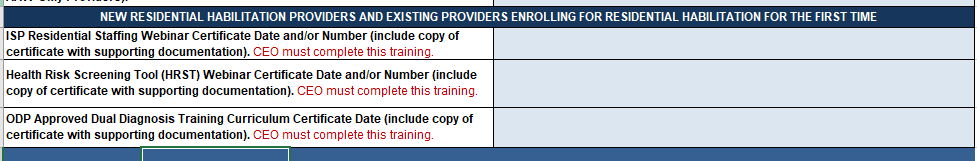 NEW RESIDENTIAL HABILITATION PROVIDERS AND EXISTING PROVIDERS ENROLLING FOR RESIDENTIAL HABILITATION FOR THE FIRST TIME
ISP Residential Staffing Webinar Certificate Date and/or Number (include copy of
certificate with supporting documentation). CEO must complete this training.
Health Risk Screening Tool (HRST) Webinar Certificate Date and/or Number (include
copy of certificate with supporting documentation). CEO must complete this training.
ODP Approved Dual Diagnosis Training Curriculum Certificate Date (include copy of
certificate with supporting documentation). CEO must complete this training.